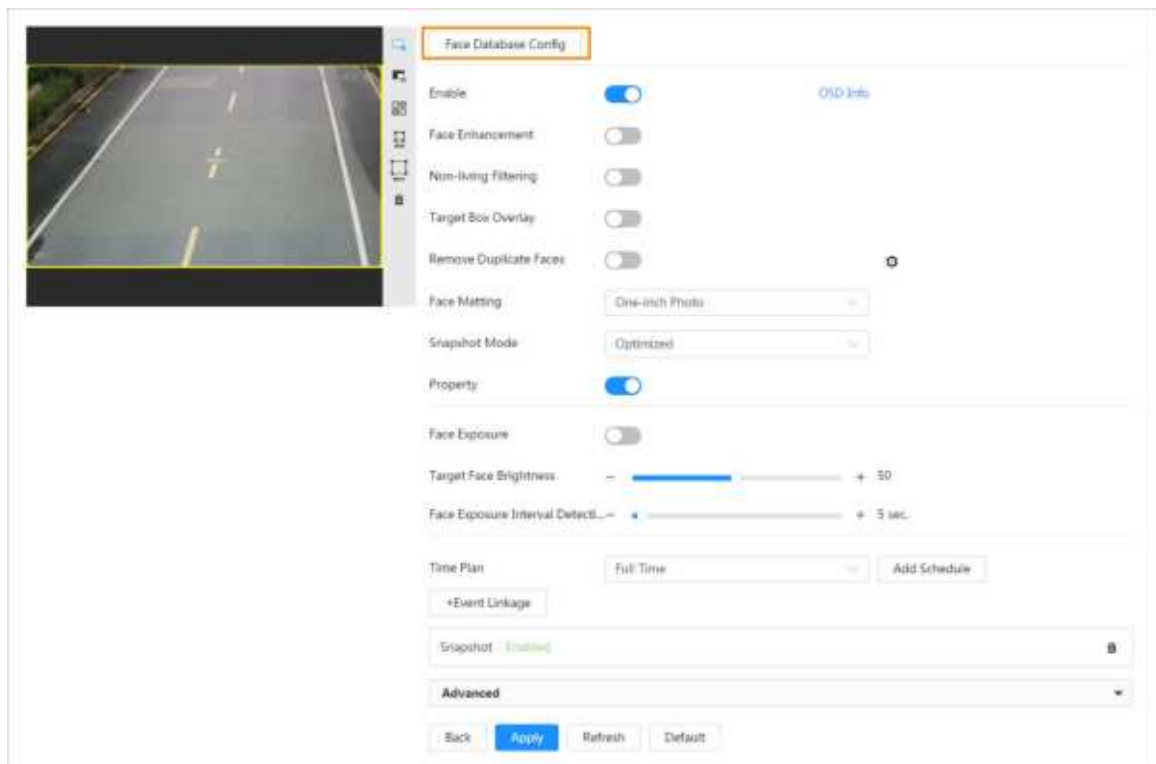 Face Database Config
Enable OSD Info
Face Enhancement
Non-living Filtering
Target Box Overlay
Remove Duplicate Faces
Face Matting One-inch Photo
Snapshot Mode Optimized
Property
Face Exposure
Target Face Brightness - + 50
Face Exposure Interval Detecti... - + 5 sec.
Time Plan Full Time Add Schedule
+Event Linkage
Snapshot Enabled
Advanced
Back Apply Refresh Default